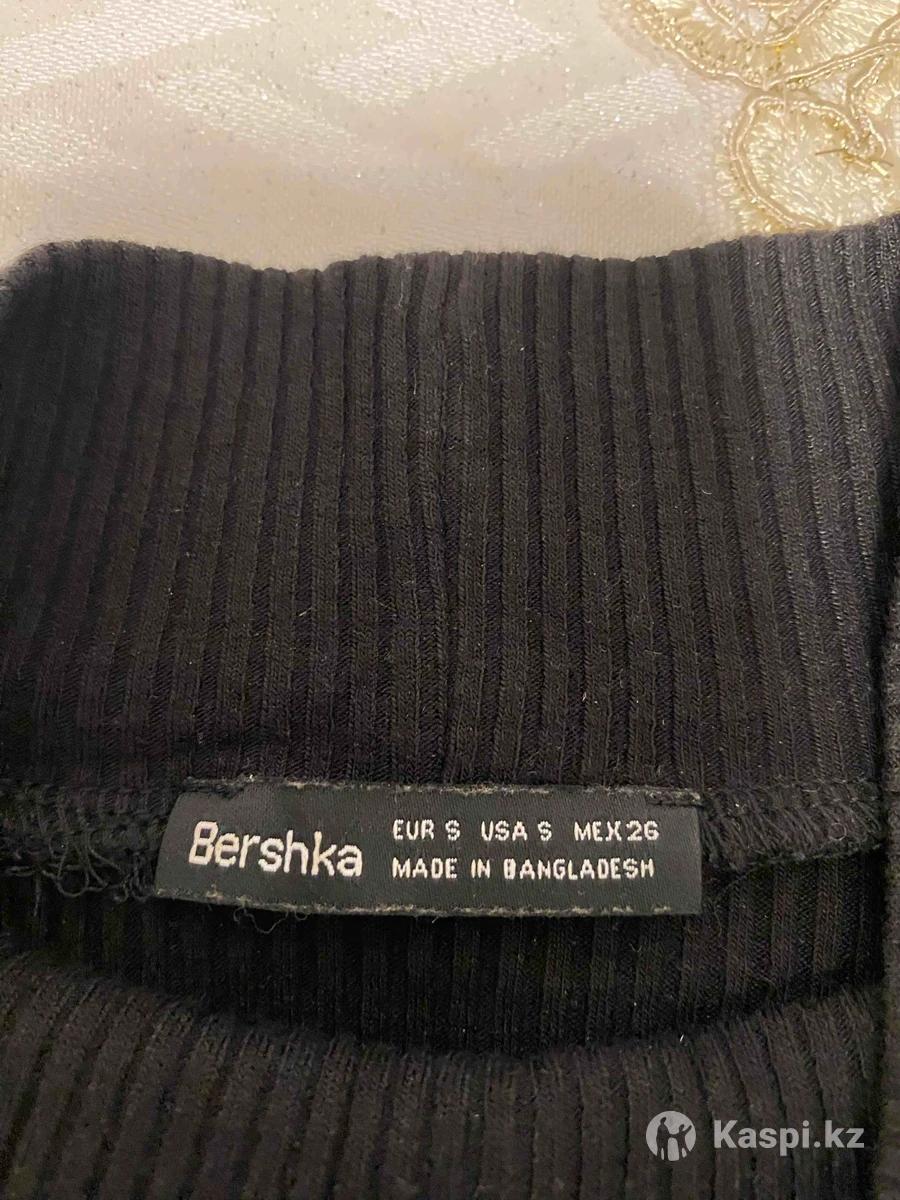 Bershka
EUR S USA S MEX 26
MADE IN BANGLADESH
Kaspi.kz